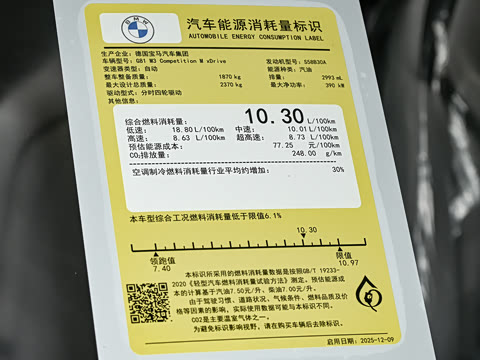 BMW
汽车能源消耗量标识
AUTOMOBILE ENERGY CONSUMPTION LABEL
生产企业：德国宝马汽车集团
车辆型号：G81 M3 Competition M xDrive 发动机型号：S58B30A
变速器类型：自动 能源种类：汽油
整车整备质量： 1870 kg 排量： 2993 mL
最大设计总质量： 2370 kg 最大净功率： 390 kW
驱动型式：分时四轮驱动
其他信息：
综合燃料消耗量： 10.30 L/100km
低速： 18.80 L/100km 中速： 10.01 L/100km
高速： 8.63 L/100km 超高速： 8.73 L/100km
预估能源成本： 77.25 元/100km
CO₂排放量： 248.00 g/km
空调制冷燃料消耗量行业平均约增加： 30%
本车型综合工况燃料消耗量低于限值6.1%
10.30
领跑值 限值
7.40 10.97
本标识所采用的燃料消耗量数据是按照GB/T 19233-
2020《轻型汽车燃料消耗量试验方法》测定，预估成
本的计算基于汽油7.50元/升、柴油7.00元/升。
由于驾驶习惯、道路状况、气候条件、燃料品质及价
格等因素的影响，实际使用数据可能与本标识不同。
CO2是主要温室气体之一。
为避免标识影响视野，请在购买车辆后去除标识。
启用日期：2025-12-09